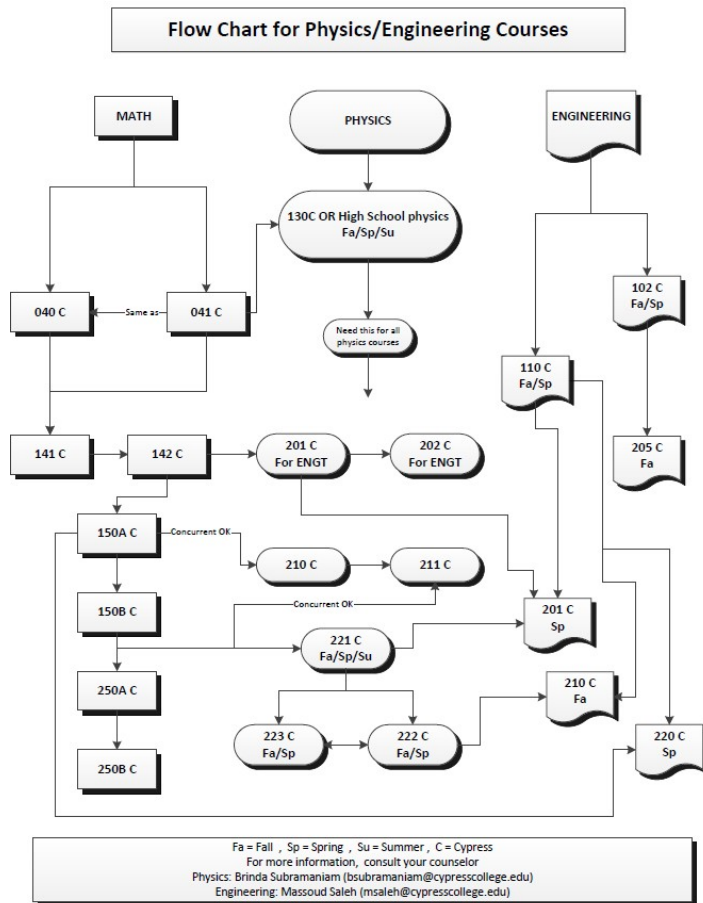 Flow Chart for Physics/Engineering Courses
MATH
PHYSICS
ENGINEERING
130C OR High School physics
Fa/Sp/Su
102 C
Fa/Sp
040 C
Same as
041 C
Need this for all
physics courses
110 C
Fa/Sp
141 C
142 C
201 C
For ENGT
202 C
For ENGT
205 C
Fa
150A C
Concurrent OK
210 C
211 C
150B C
Concurrent OK
201 C
Sp
221 C
Fa/Sp/Su
250A C
210 C
Fa
223 C
Fa/Sp
222 C
Fa/Sp
220 C
Sp
250B C
Fa = Fall , Sp = Spring , Su = Summer , C = Cypress
For more information, consult your counselor
Physics: Brinda Subramaniam (bsubramaniam@cypresscollege.edu)
Engineering: Massoud Saleh (msaleh@cypresscollege.edu)